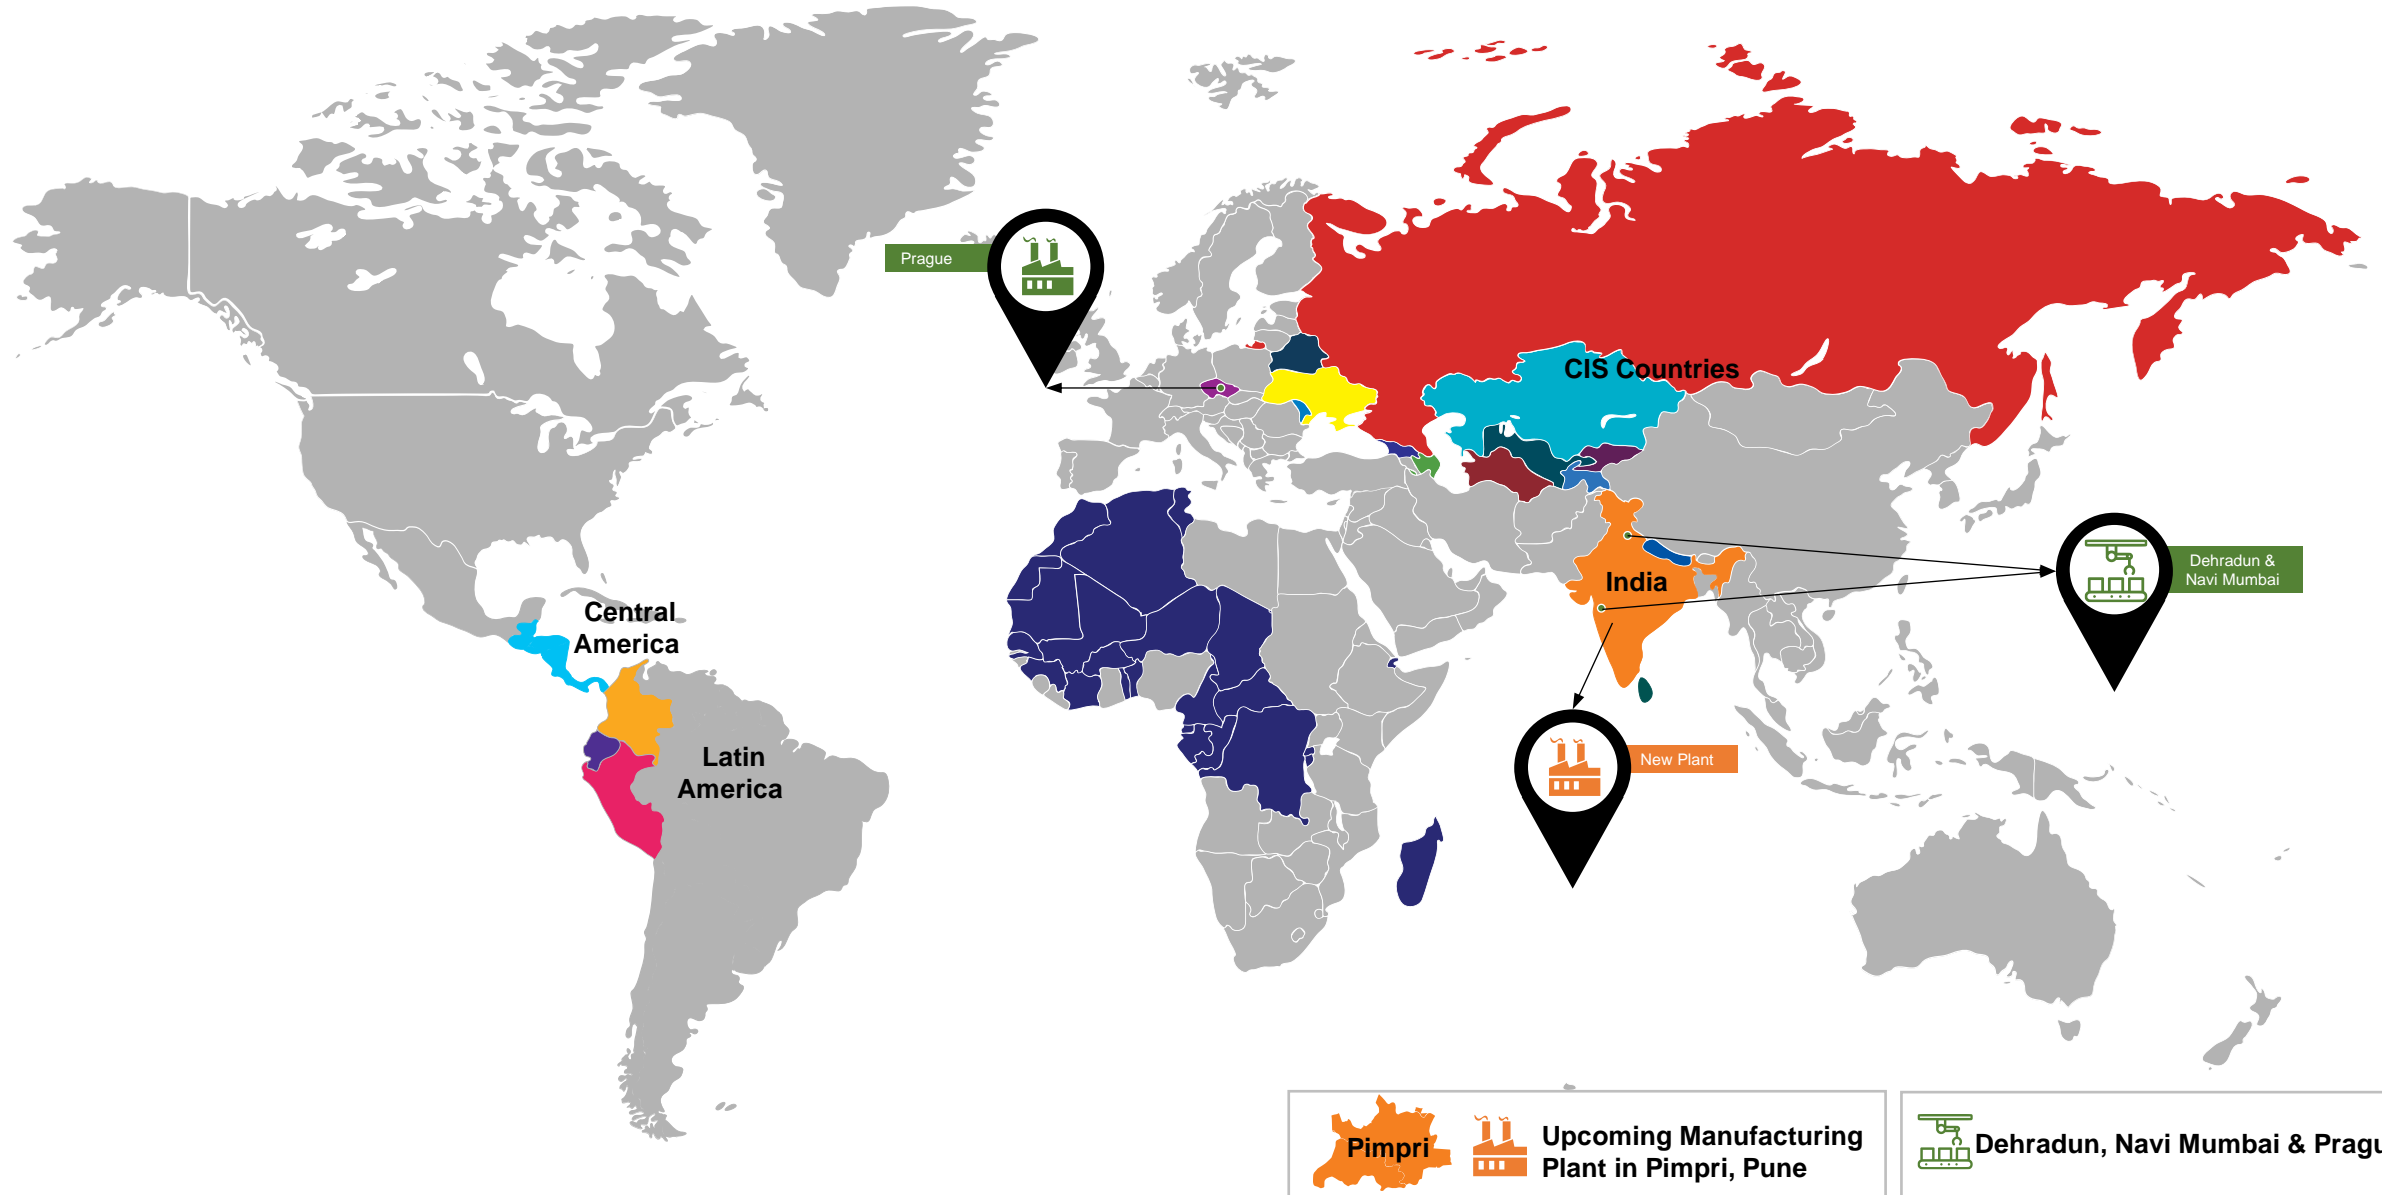 Prague
CIS Countries
Dehradun &
Navi Mumbai
India
Central
America
Latin
America
New Plant
Pimpri
Upcoming Manufacturing
Plant in Pimpri, Pune
Dehradun, Navi Mumbai & Pragu